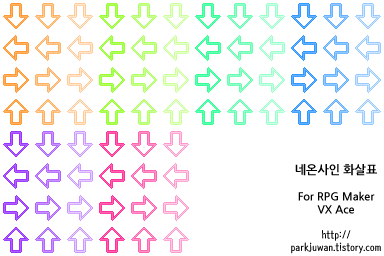 네온사인 화살표
For RPG Maker
VX Ace
http://
parkjuwan.tistory.com